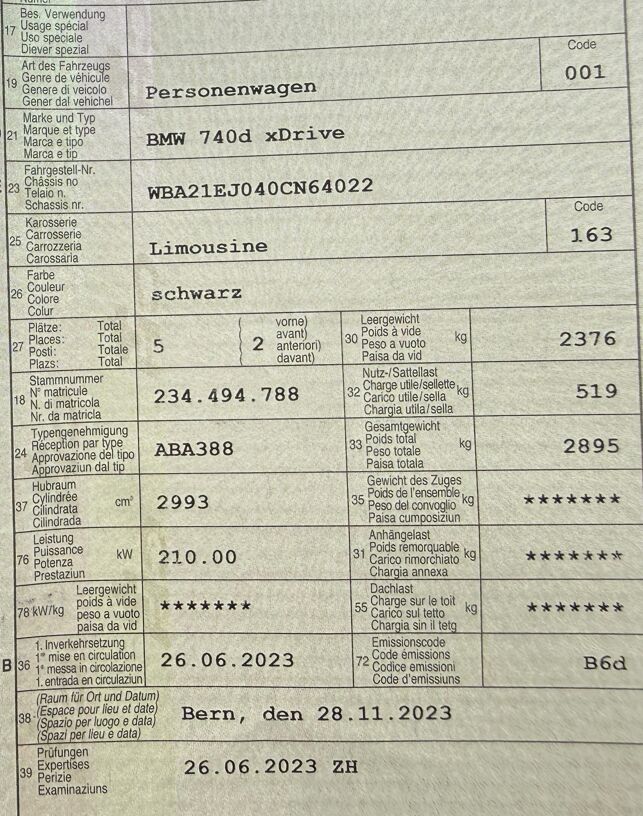 17 Bes. Verwendung
Usage spécial
Uso speciale
Diever spezial
19 Art des Fahrzeugs
Genre de véhicule
Genere di veicolo
Gener dal vehichel
Personenwagen
Code
001
21 Marke und Typ
Marque et type
Marca e tipo
Marca e tip
BMW 740d xDrive
23 Fahrgestell-Nr.
Châssis no
Telaio n.
Schassis nr.
WBA21EJ040CN64022
25 Karosserie
Carrosserie
Carrozzeria
Carossaria
Limousine
Code
163
26 Farbe
Couleur
Colore
Colur
schwarz
27 Plätze: Total
Places: Total
Posti: Totale
Plazs: Total
5
( 2 vorne)
( avant)
( anteriori)
( davant)
30 Leergewicht
Poids à vide
Peso a vuoto
Paisa da vid
kg
2376
18 Stammnummer
N° matricule
N. di matricola
Nr. da matricla
234.494.788
32 Nutz-/Sattellast
Charge utile/sellette
Carico utile/sella
Chargia utila/sella
kg
519
24 Typengenehmigung
Réception par type
Approvazione del tipo
Approvaziun dal tip
ABA388
33 Gesamtgewicht
Poids total
Peso totale
Paisa totala
kg
2895
37 Hubraum
Cylindrée
Cilindrata
Cilindrada
cm³
2993
35 Gewicht des Zuges
Poids de l'ensemble
Peso del convoglio
Paisa cumposiziun
kg
*******
76 Leistung
Puissance
Potenza
Prestaziun
kW
210.00
31 Anhängelast
Poids remorquable
Carico rimorchiato
Chargia annexa
kg
*******
78 kW/kg Leergewicht
poids à vide
peso a vuoto
paisa da vid
*******
55 Dachlast
Charge sur le toit
Carico sul tetto
Chargia sin il tetg
kg
*******
B 36 1. Inverkehrsetzung
1re mise en circulation
1a messa in circolazione
1. entrada en circulaziun
26.06.2023
72 Emissionscode
Code émissions
Codice emissioni
Code d'emissiuns
B6d
38 (Raum für Ort und Datum)
(Espace pour lieu et date)
(Spazio per luogo e data)
(Spazi per lieu e data)
Bern, den 28.11.2023
39 Prüfungen
Expertises
Perizie
Examinaziuns
26.06.2023 ZH